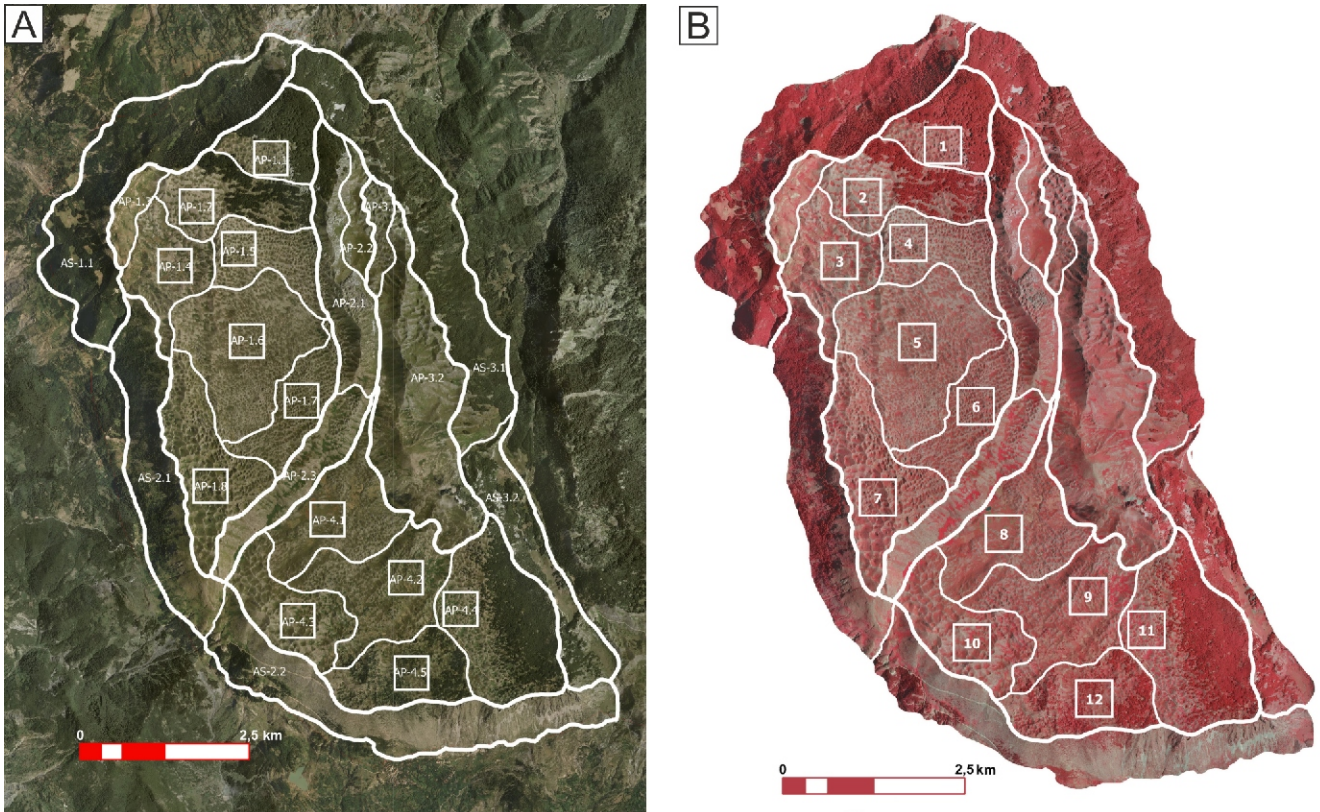 A
B
AP-1.1
AP-1.3
AP-1.2
AP-3.1
AP-1.5
AP-2.2
AS-1.1
AP-1.4
AP-2.1
AP-1.6
AS-3.1
AP-3.2
AP-1.7
AS-2.1
AP-2.3
AP-1.8
AS-3.2
AP-4.1
AP-4.2
AP-4.4
AP-4.3
AS-2.2
AP-4.5
0 2,5 km
1
2
4
3
5
6
7
8
9
11
10
12
0 2,5 km